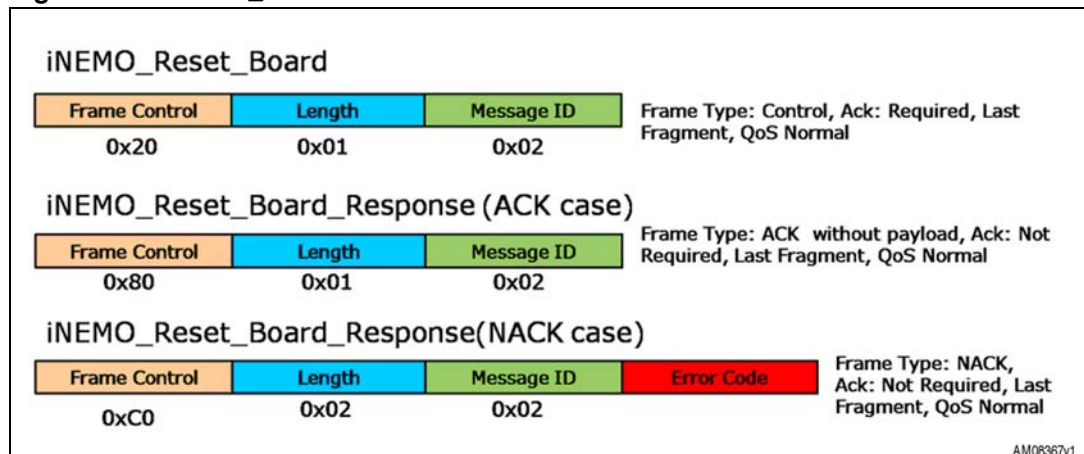 iNEMO_Reset_Board
Frame Control Length Message ID
0x20 0x01 0x02
Frame Type: Control, Ack: Required, Last
Fragment, QoS Normal
iNEMO_Reset_Board_Response (ACK case)
Frame Control Length Message ID
0x80 0x01 0x02
Frame Type: ACK without payload, Ack: Not
Required, Last Fragment, QoS Normal
iNEMO_Reset_Board_Response(NACK case)
Frame Control Length Message ID Error Code
0xC0 0x02 0x02
Frame Type: NACK,
Ack: Not Required, Last
Fragment, QoS Normal
AM08367v1